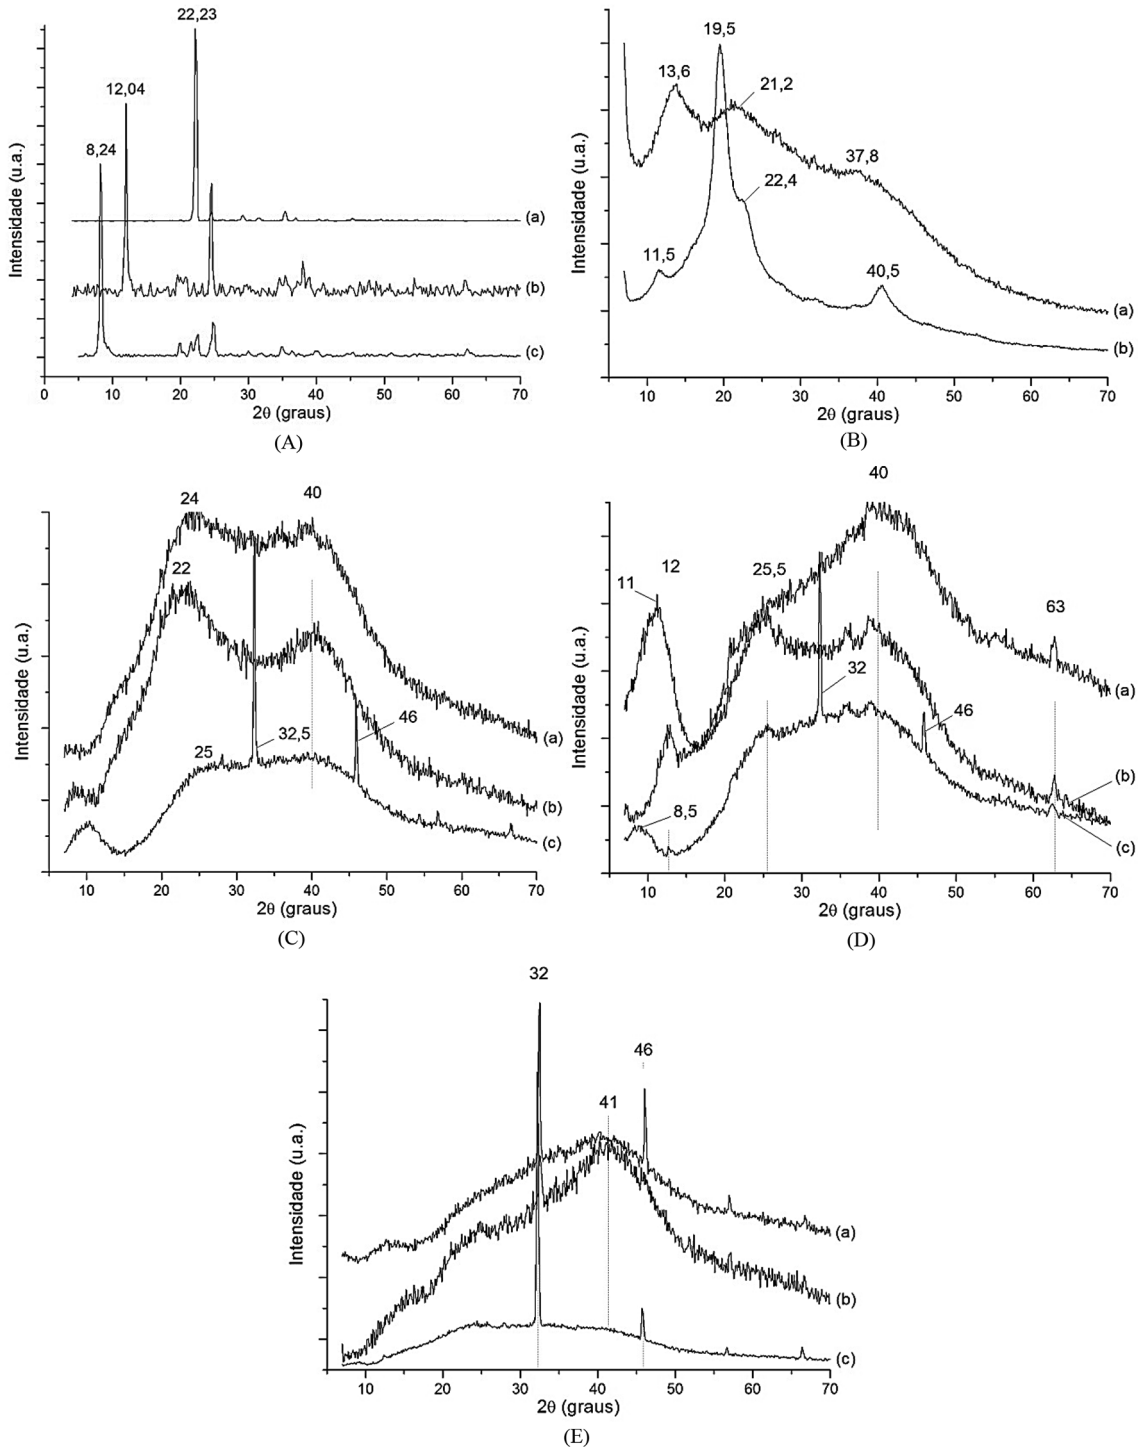 22,23
12,04
8,24
(a)
(b)
(c)
Intensidade (u.a.)
0 10 20 30 40 50 60 70
2θ (graus)
(A)
19,5
13,6
21,2
37,8
22,4
11,5
40,5
(a)
(b)
Intensidade (u.a.)
10 20 30 40 50 60 70
2θ (graus)
(B)
24
40
22
32,5
46
25
(a)
(b)
(c)
Intensidade (u.a.)
10 20 30 40 50 60 70
2θ (graus)
(C)
40
11
12
25,5
63
32
46
8,5
(a)
(b)
(c)
Intensidade (u.a.)
10 20 30 40 50 60 70
2θ (graus)
(D)
32
46
41
(a)
(b)
(c)
Intensidade (u.a.)
10 20 30 40 50 60 70
2θ (graus)
(E)